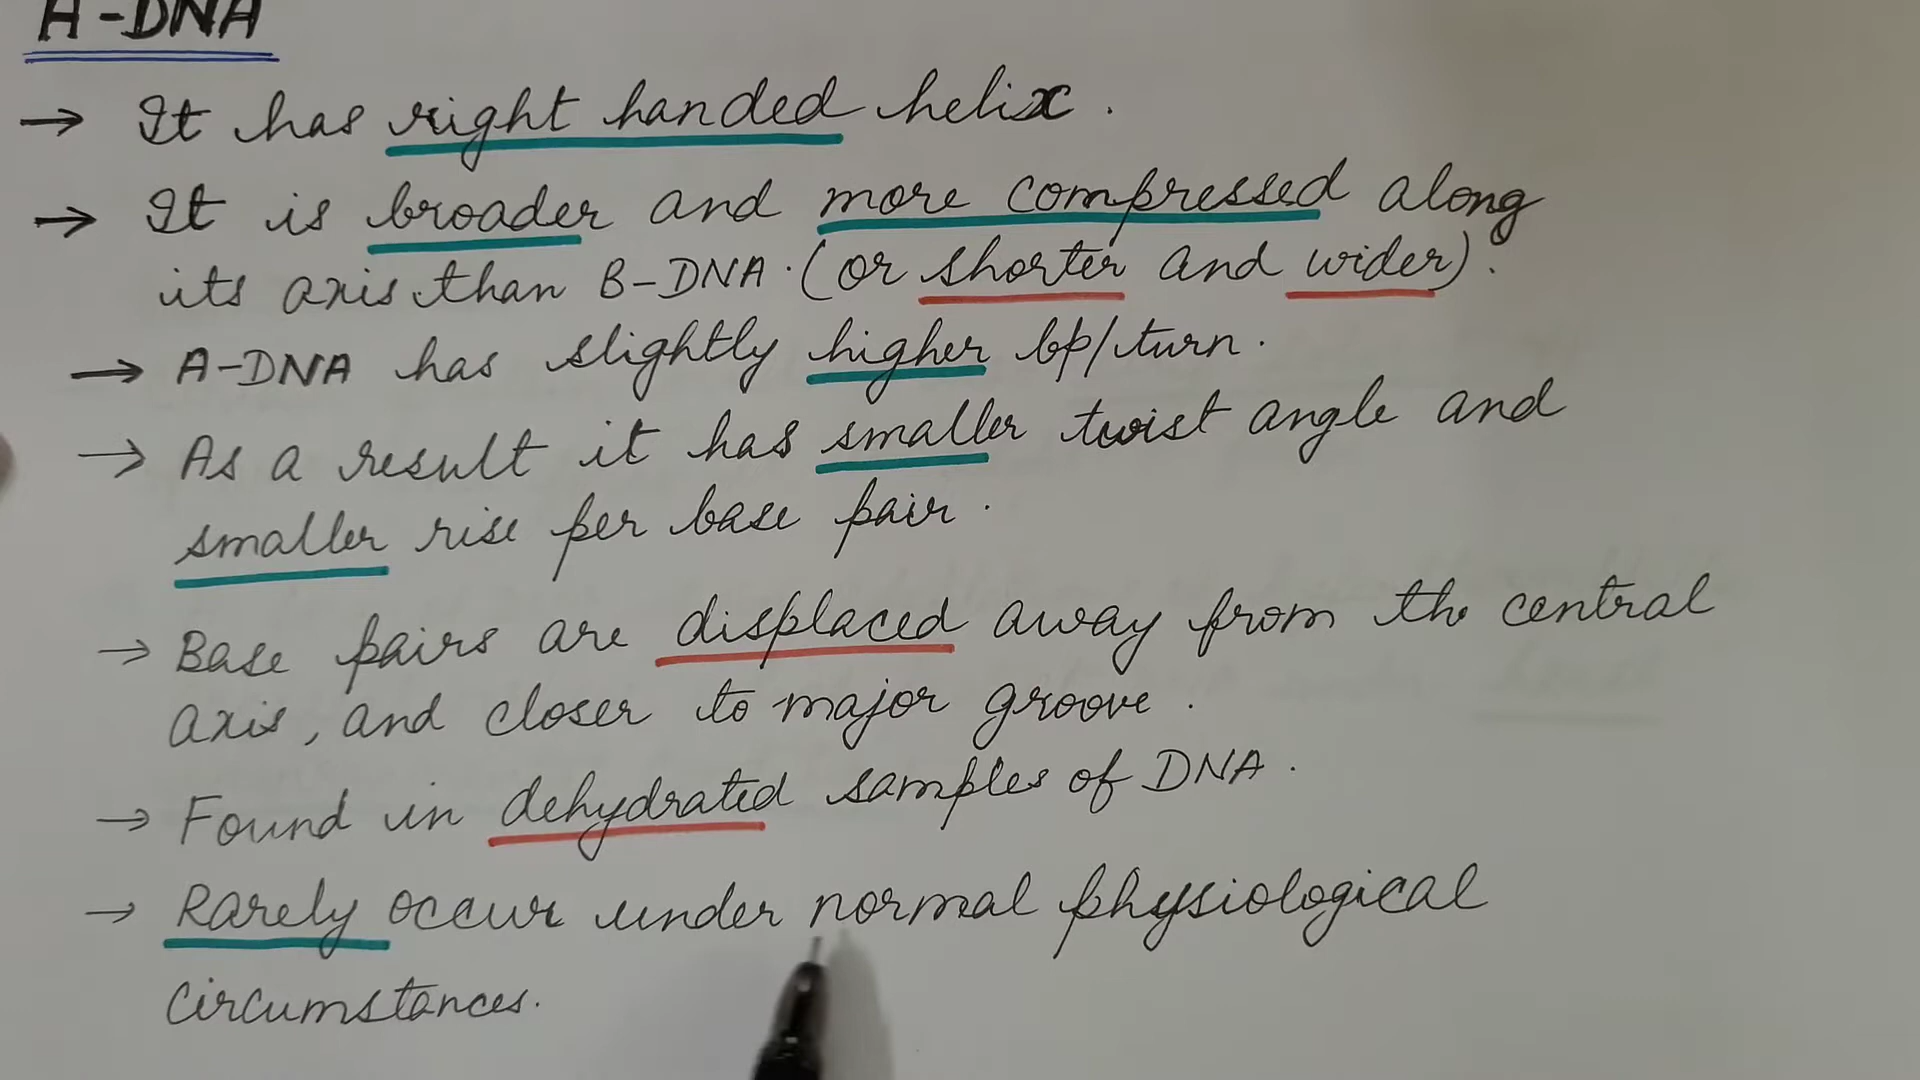 A-DNA
→ It has right handed helix.
→ It is broader and more compressed along
its axis than B-DNA. (or shorter and wider).
→ A-DNA has slightly higher bp/turn.
→ As a result it has smaller twist angle and
smaller rise per base pair.
→ Base pairs are displaced away from the central
axis, and closer to major groove.
→ Found in dehydrated samples of DNA.
→ Rarely occur under normal physiological
circumstances.